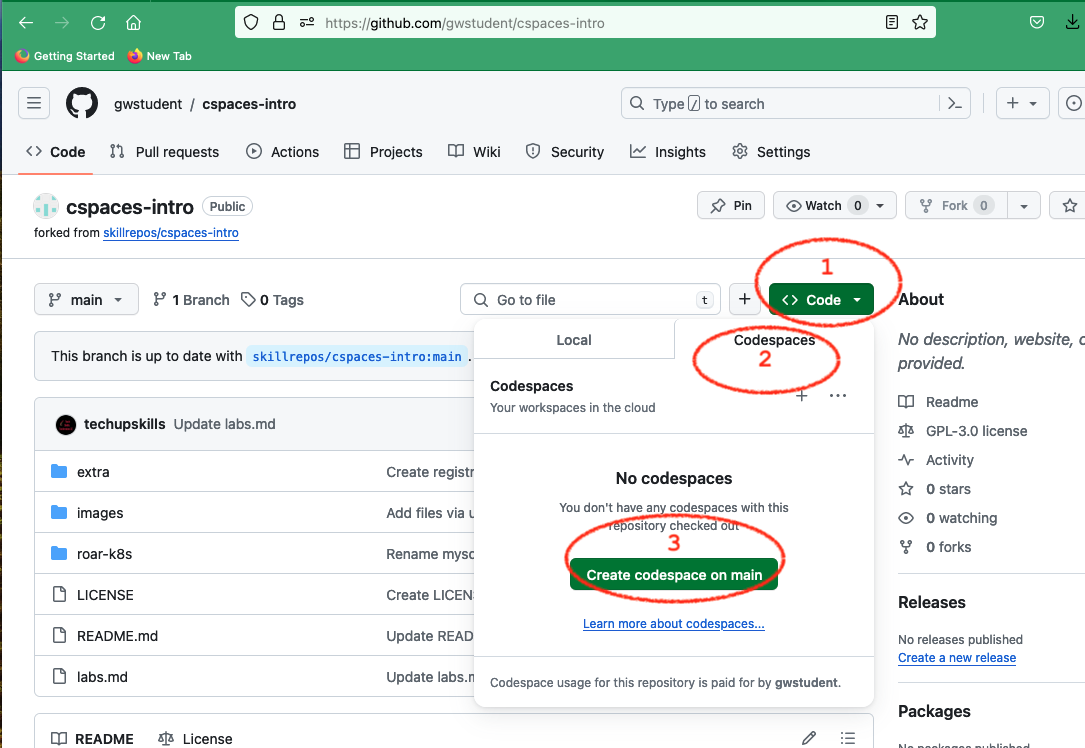 https://github.com/gwstudent/cspaces-intro
Getting Started New Tab
gwstudent / cspaces-intro
Type / to search
Code Pull requests Actions Projects Wiki Security Insights Settings
cspaces-intro Public
Pin Watch 0 Fork 0
forked from skillrepos/cspaces-intro
1
main 1 Branch 0 Tags Go to file t + <> Code About
Local Codespaces
2
No description, website, 
provided.
This branch is up to date with skillrepos/cspaces-intro:main .
Codespaces
Your workspaces in the cloud
Readme
techupskills Update labs.md
GPL-3.0 license
Activity
extra Create registr
No codespaces
0 stars
images Add files via u
You don't have any codespaces with this
repository checked out
0 watching
3
roar-k8s Rename mysq
0 forks
Create codespace on main
LICENSE Create LICENS
Releases
Learn more about codespaces...
README.md Update READ
No releases published
Create a new release
labs.md Update labs.m
Codespace usage for this repository is paid for by gwstudent.
Packages
README License
No packages published